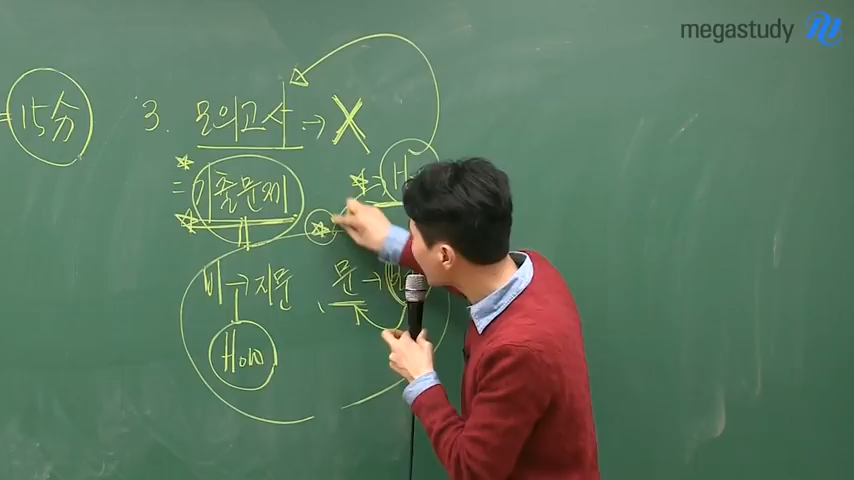 megastudy
= 15分
3. 모의고사 → X
= 기출문제
H
비 → 지문
문 →
How